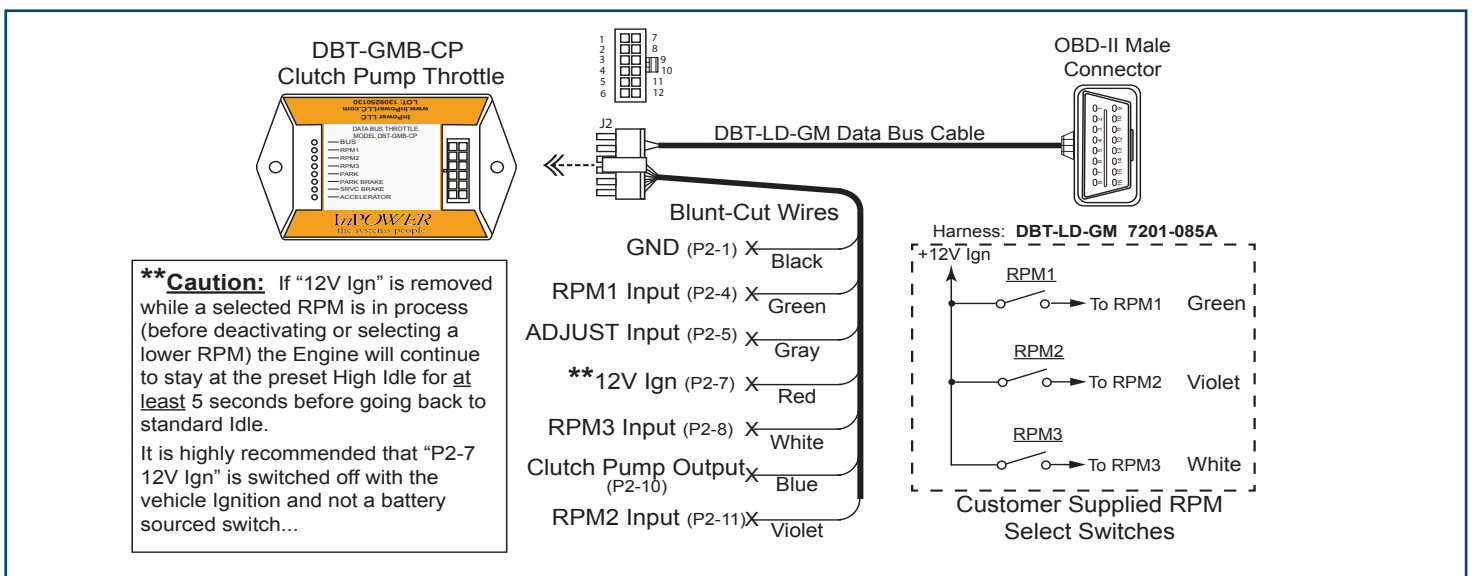 DBT-GMB-CP
Clutch Pump Throttle
InPower LLC
www.InPowerLLC.com
LOT: 1309250130
DATA BUS THROTTLE
MODEL DBT-GMB-CP
BUS
RPM1
RPM2
RPM3
PARK
PARK BRAKE
SRVC BRAKE
ACCELERATOR
InPOWER
the systems people
1 7
2 8
3 9
4 10
5 11
6 12
J2
DBT-LD-GM Data Bus Cable
OBD-II Male
Connector
Blunt-Cut Wires
GND (P2-1) X Black
RPM1 Input (P2-4) X Green
ADJUST Input (P2-5) X Gray
**12V Ign (P2-7) X Red
RPM3 Input (P2-8) X White
Clutch Pump Output X Blue
(P2-10)
RPM2 Input (P2-11) X Violet
**Caution: If “12V Ign” is removed
while a selected RPM is in process
(before deactivating or selecting a
lower RPM) the Engine will continue
to stay at the preset High Idle for at
least 5 seconds before going back to
standard Idle.
It is highly recommended that “P2-7
12V Ign” is switched off with the
vehicle Ignition and not a battery
sourced switch...
Harness: DBT-LD-GM 7201-085A
+12V Ign
RPM1
To RPM1 Green
RPM2
To RPM2 Violet
RPM3
To RPM3 White
Customer Supplied RPM
Select Switches